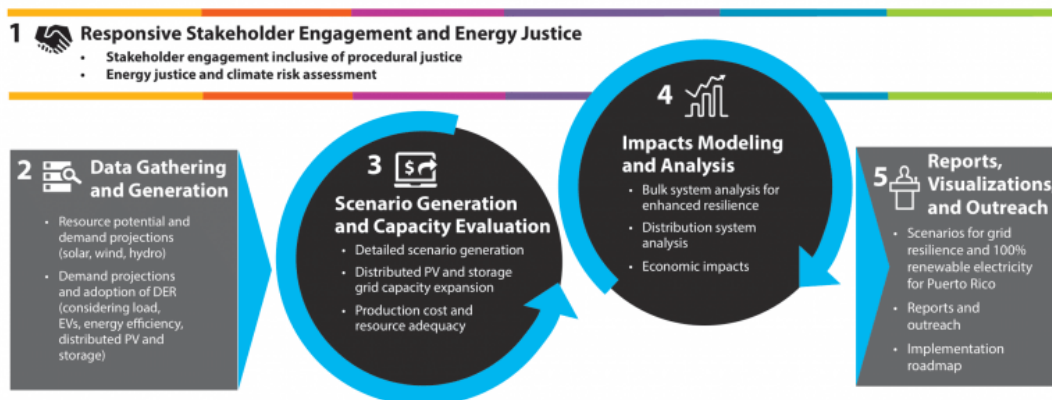 1 Responsive Stakeholder Engagement and Energy Justice
• Stakeholder engagement inclusive of procedural justice
• Energy justice and climate risk assessment
2 Data Gathering
and Generation
• Resource potential and
demand projections
(solar, wind, hydro)
• Demand projections
and adoption of DER
(considering load,
EVs, energy efficiency,
distributed PV and
storage)
3
$
Scenario Generation
and Capacity Evaluation
• Detailed scenario generation
• Distributed PV and storage
grid capacity expansion
• Production cost and
resource adequacy
4
Impacts Modeling
and Analysis
• Bulk system analysis for
enhanced resilience
• Distribution system
analysis
• Economic impacts
5 Reports,
Visualizations
and Outreach
• Scenarios for grid
resilience and 100%
renewable electricity
for Puerto Rico
• Reports and
outreach
• Implementation
roadmap